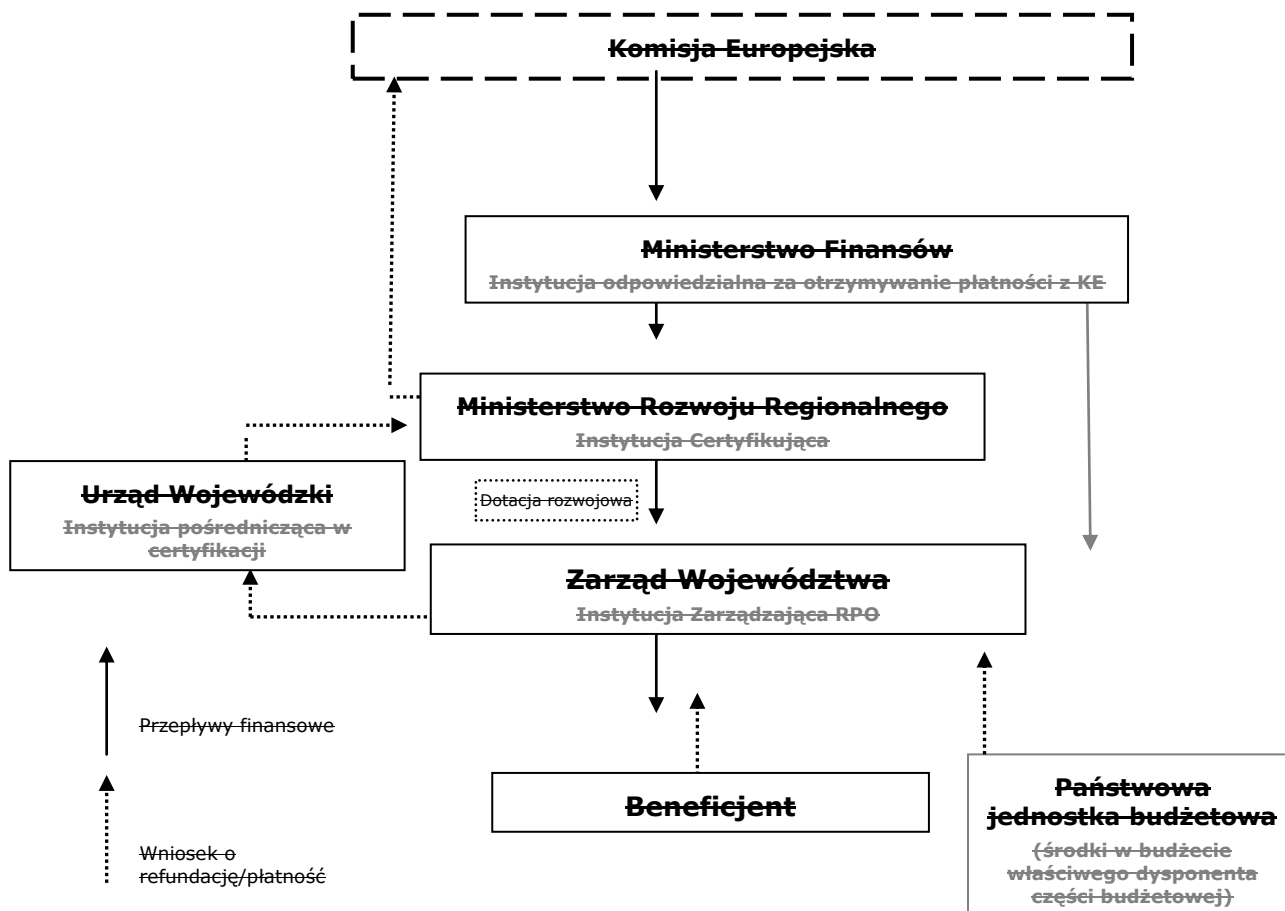 Komisja Europejska
Ministerstwo Finansów
Instytucja odpowiedzialna za otrzymywanie płatności z KE
Ministerstwo Rozwoju Regionalnego
Instytucja Certyfikująca
Urząd Wojewódzki
Instytucja pośrednicząca w
certyfikacji
Dotacja rozwojowa
Zarząd Województwa
Instytucja Zarządzająca RPO
Przepływy finansowe
Beneficjent
Państwowa
jednostka budżetowa
(środki w budżecie
właściwego dysponenta
części budżetowej)
Wniosek o
refundację/płatność